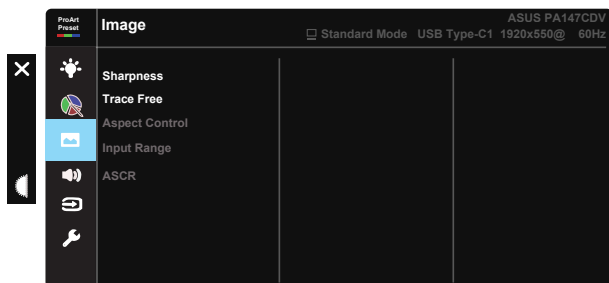 ProArt
Preset
Image
ASUS PA147CDV
Standard Mode USB Type-C1 1920x550@ 60Hz
Sharpness
Trace Free
Aspect Control
Input Range
ASCR